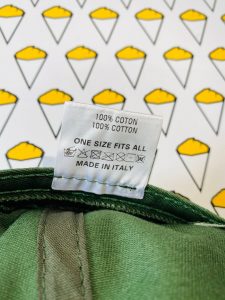 100% COTON
100% COTTON
ONE SIZE FITS ALL
MADE IN ITALY